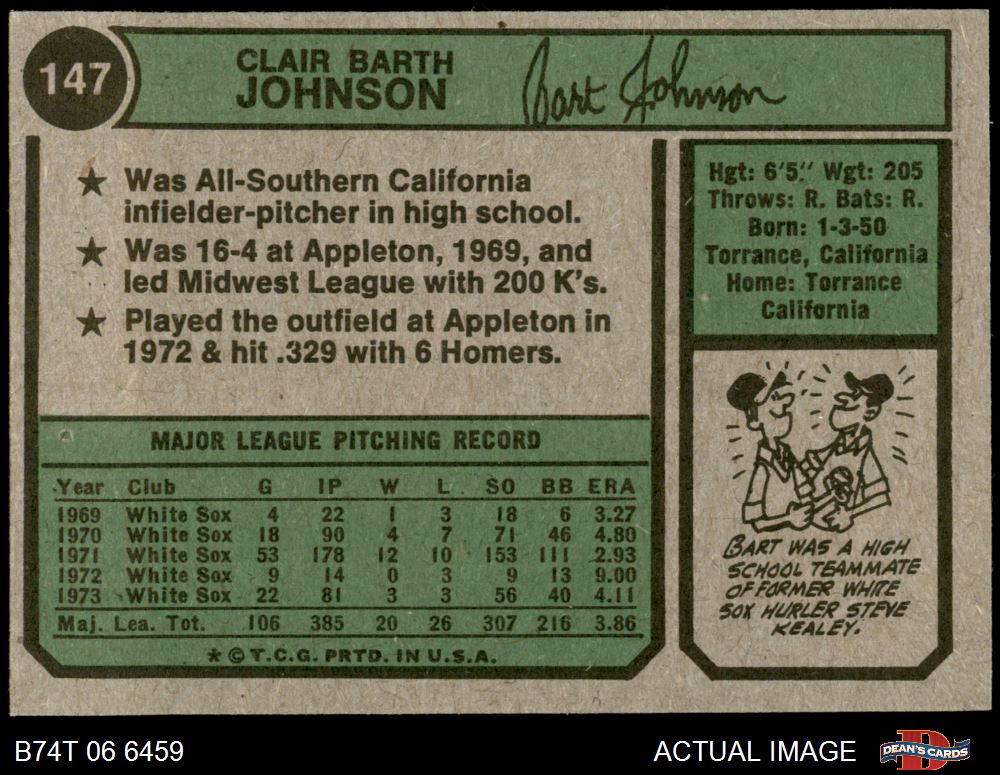 147
CLAIR BARTH
JOHNSON
Bart Johnson
★ Was All-Southern California
infielder-pitcher in high school.
★ Was 16-4 at Appleton, 1969, and
led Midwest League with 200 K's.
★ Played the outfield at Appleton in
1972 & hit .329 with 6 Homers.
Hgt: 6'5." Wgt: 205
Throws: R. Bats: R.
Born: 1-3-50
Torrance, California
Home: Torrance
California
MAJOR LEAGUE PITCHING RECORD
Year Club G IP W L SO BB ERA
1969 White Sox 4 22 1 3 18 6 3.27
1970 White Sox 18 90 4 7 71 46 4.80
1971 White Sox 53 178 12 10 153 111 2.93
1972 White Sox 9 14 0 3 9 13 9.00
1973 White Sox 22 81 3 3 56 40 4.11
Maj. Lea. Tot. 106 385 20 26 307 216 3.86
★ © T.C.G. PRTD. IN U.S.A.
BART WAS A HIGH
SCHOOL TEAMMATE
OF FORMER WHITE
SOX HURLER STEVE
KEALEY.
B74T 06 6459
ACTUAL IMAGE
D
DEAN'S CARDS